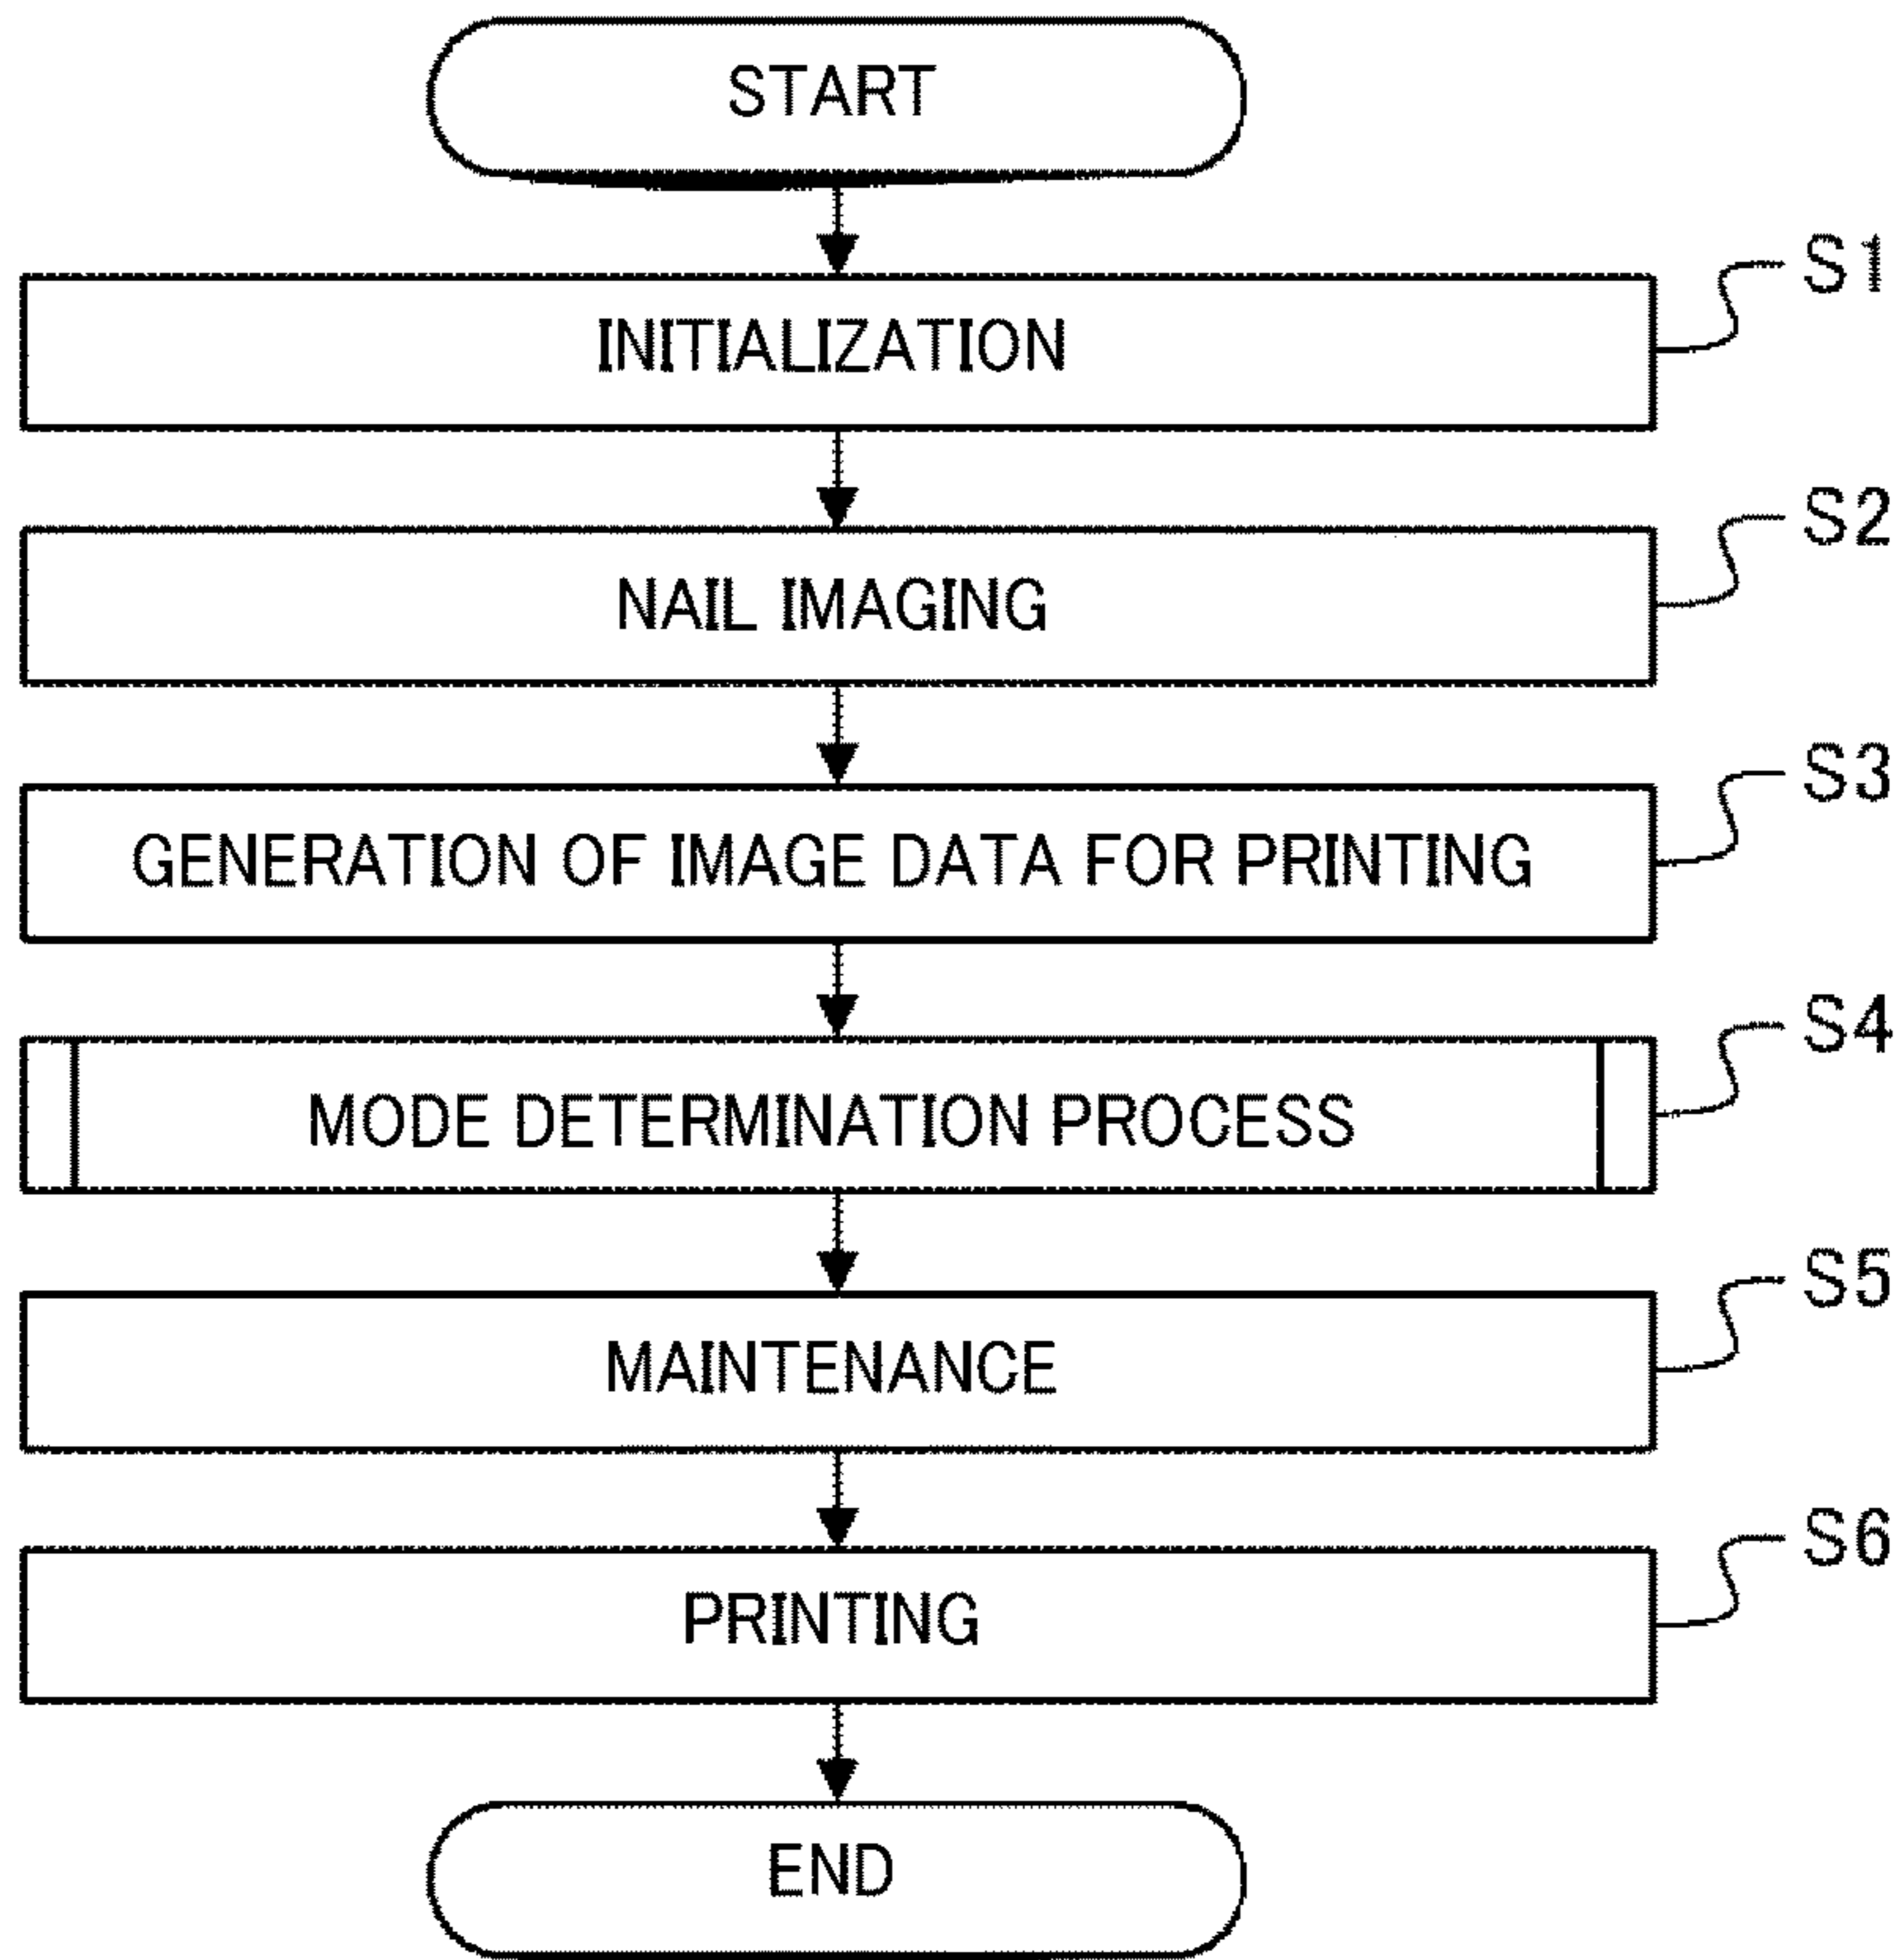 START
S1
INITIALIZATION
S2
NAIL IMAGING
S3
GENERATION OF IMAGE DATA FOR PRINTING
S4
MODE DETERMINATION PROCESS
S5
MAINTENANCE
S6
PRINTING
END